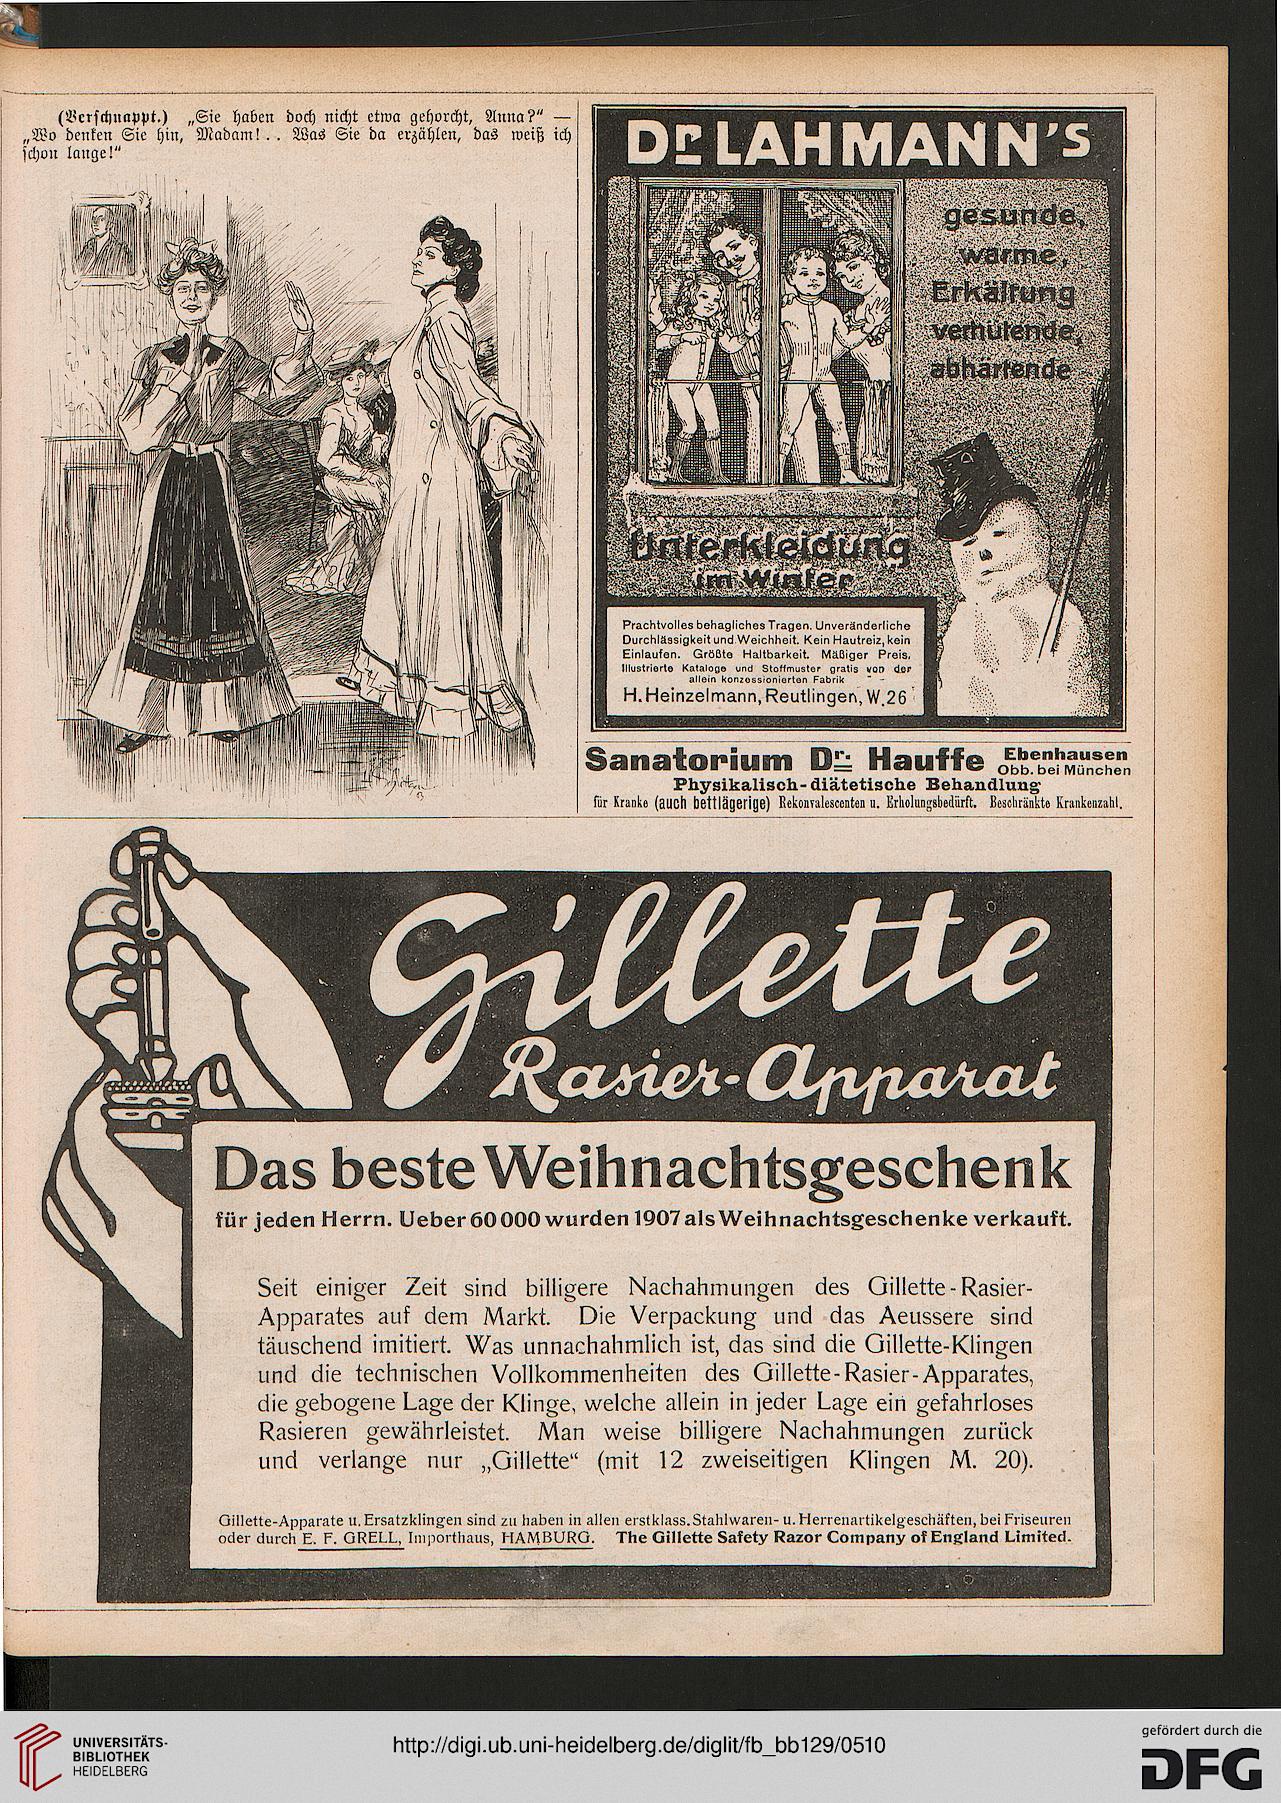 (Verschnappt.) „Sie haben doch nicht etwa gehorcht, Anna?“ —
„Wo denken Sie hin, Madam! .. Was Sie da erzählen, das weiß ich
schon lange!“
Dr. LAHMANN'S
gesunde,
warme,
Erkältung
verhütende,
abhärtende
Unterkleidung
im Winter
Prachtvolles behagliches Tragen. Unveränderliche
Durchlässigkeit und Weichheit. Kein Hautreiz, kein
Einlaufen. Größte Haltbarkeit. Mäßiger Preis.
Illustrierte Kataloge und Stoffmuster gratis von der
allein konzessionierten Fabrik
H. Heinzelmann, Reutlingen, W. 26
Sanatorium Dr. Hauffe Ebenhausen
Obb. bei München
Physikalisch-diätetische Behandlung
für Kranke (auch bettlägerige) Rekonvalescenten u. Erholungsbedürft. Beschränkte Krankenzahl.
Gillette
Rasier-Apparat
Das beste Weihnachtsgeschenk
für jeden Herrn. Ueber 60 000 wurden 1907 als Weihnachtsgeschenke verkauft.
Seit einiger Zeit sind billigere Nachahmungen des Gillette-Rasier-
Apparates auf dem Markt. Die Verpackung und das Aeussere sind
täuschend imitiert. Was unnachahmlich ist, das sind die Gillette-Klingen
und die technischen Vollkommenheiten des Gillette-Rasier-Apparates,
die gebogene Lage der Klinge, welche allein in jeder Lage ein gefahrloses
Rasieren gewährleistet. Man weise billigere Nachahmungen zurück
und verlange nur „Gillette“ (mit 12 zweiseitigen Klingen M. 20).
Gillette-Apparate u. Ersatzklingen sind zu haben in allen erstklass. Stahlwaren- u. Herrenartikelgeschäften, bei Friseuren
oder durch E. F. GRELL, Importhaus, HAMBURG. The Gillette Safety Razor Company of England Limited.
UNIVERSITÄTS-
BIBLIOTHEK
HEIDELBERG
http://digi.ub.uni-heidelberg.de/diglit/fb_bb129/0510
gefördert durch die
DFG